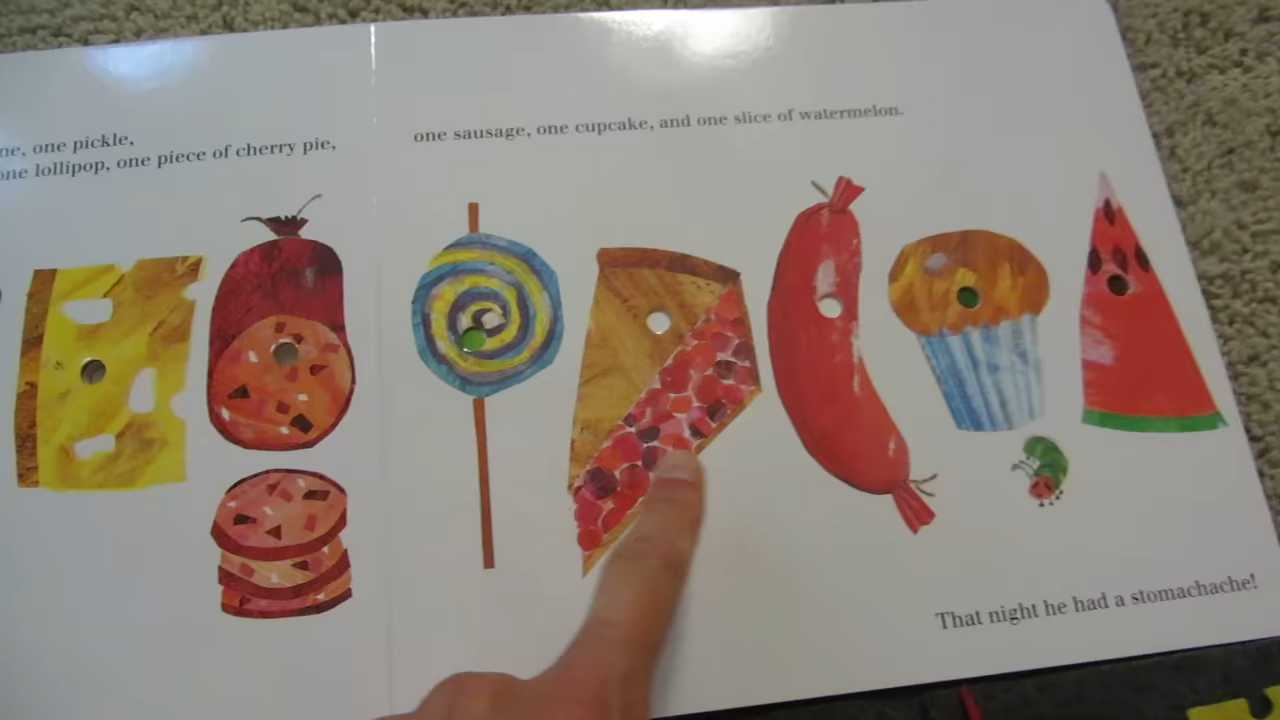 one, pickle,
one lollipop, one piece of cherry pie,
one sausage, one cupcake, and one slice of watermelon.
That night he had a stomachache!